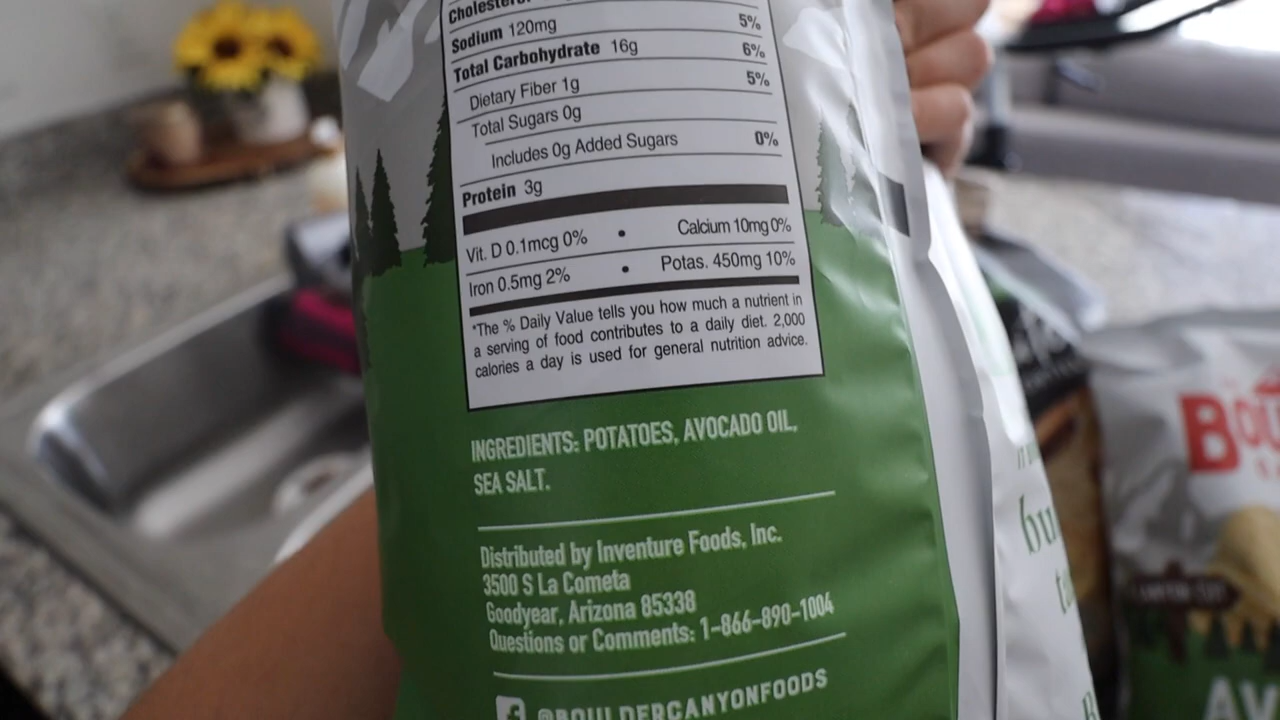 Sodium 120mg 5%
Total Carbohydrate 16g 6%
Dietary Fiber 1g 5%
Total Sugars 0g
Includes 0g Added Sugars 0%
Protein 3g
Vit. D 0.1mcg 0% • Calcium 10mg 0%
Iron 0.5mg 2% • Potas. 450mg 10%
*The % Daily Value tells you how much a nutrient in
a serving of food contributes to a daily diet. 2,000
calories a day is used for general nutrition advice.
INGREDIENTS: POTATOES, AVOCADO OIL,
SEA SALT.
Distributed by Inventure Foods, Inc.
3500 S La Cometa
Goodyear, Arizona 85338
Questions or Comments: 1-866-890-1004
@BOULDERCANYONFOODS